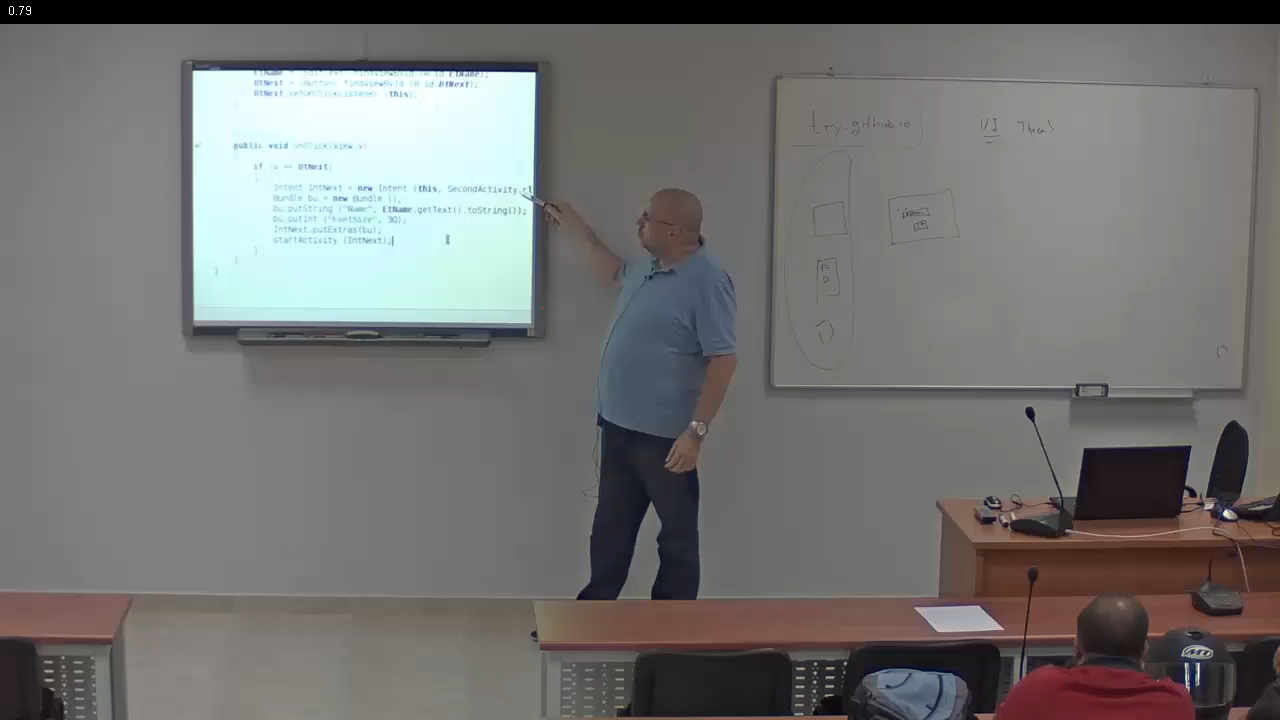 0.79
EtName = (EditText) findViewById (R id EtName);
BtNext = (Button) findViewById (R id BtNext);
BtNext setOnClickListener (this);
public void onClick(View v)
if (v == BtNext)
Intent IntNext = new Intent (this, SecondActivity.cl
Bundle bu = new Bundle ();
bu.putString ("Name", EtName.getText().toString());
bu.putInt ("FontSize", 30);
IntNext.putExtras(bu);
startActivity (IntNext);
}
}
}
try.github.io
UI